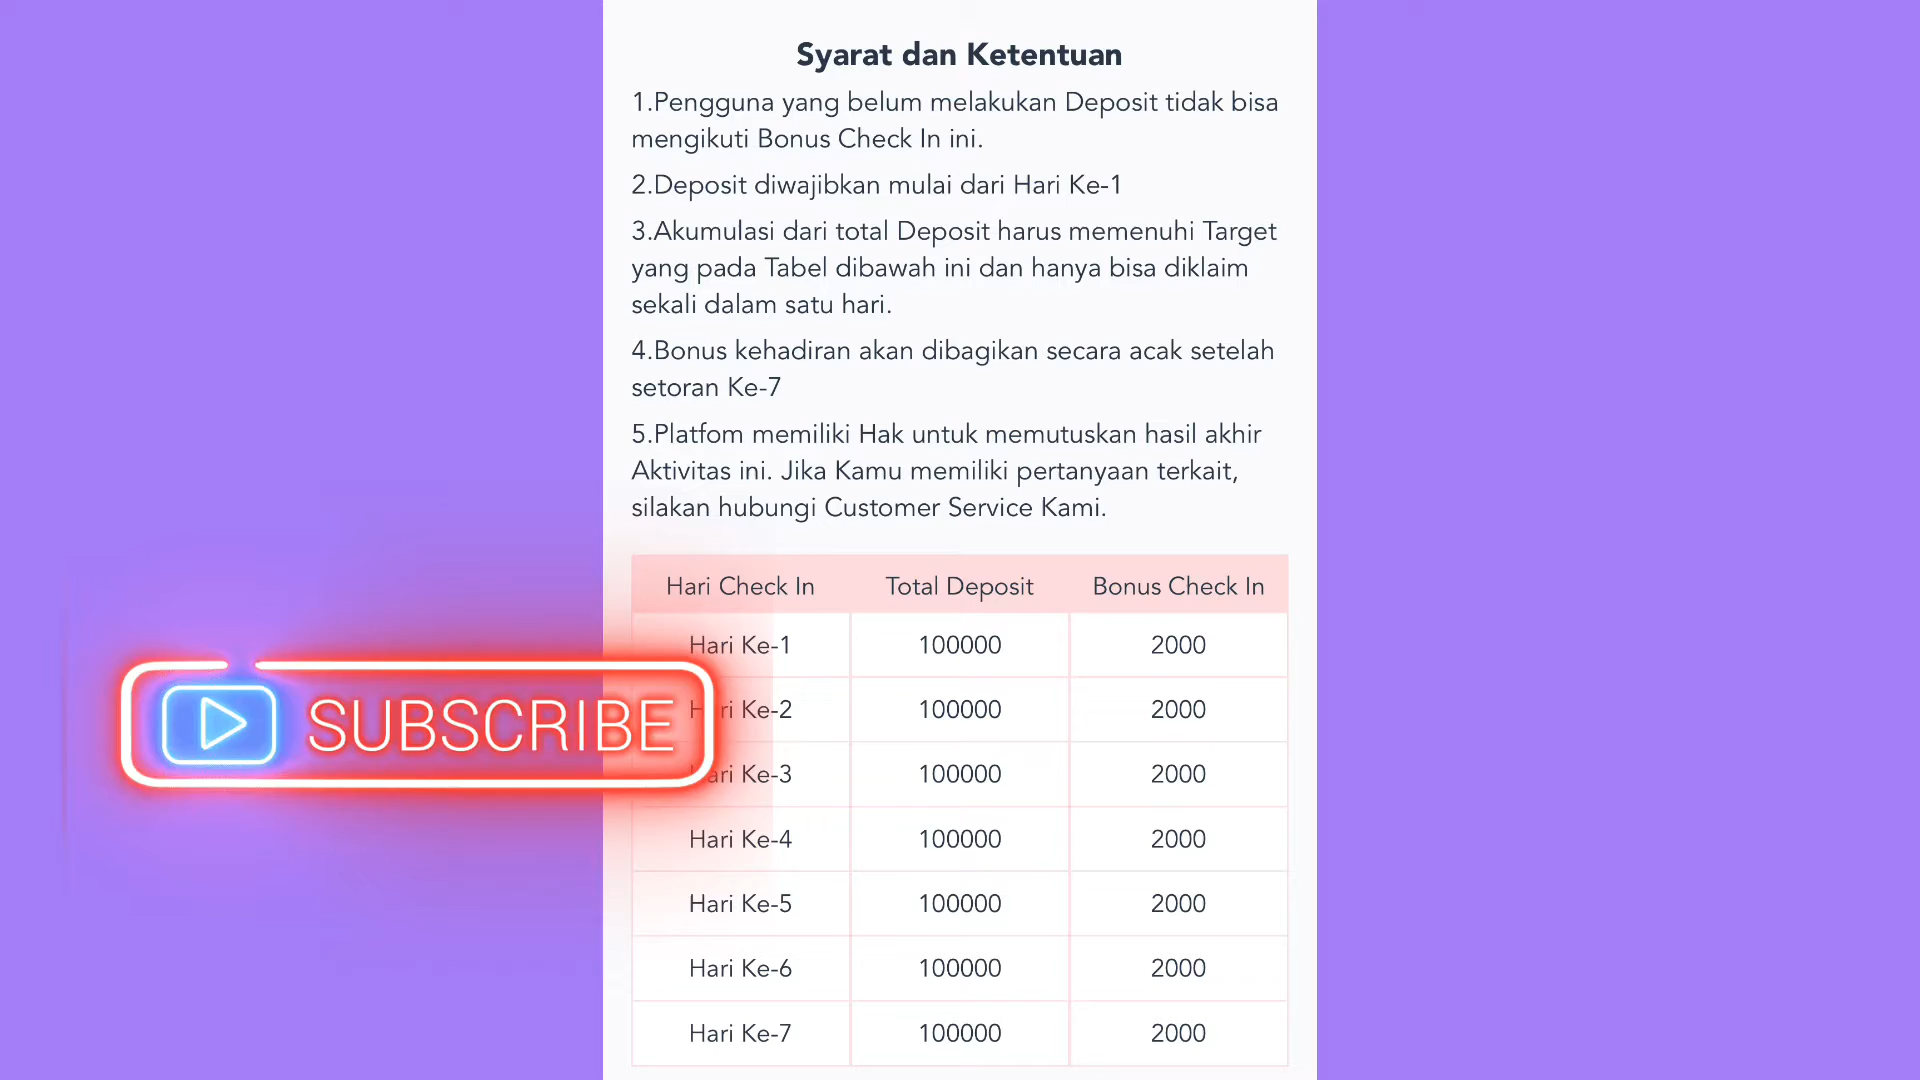 Syarat dan Ketentuan
1.Pengguna yang belum melakukan Deposit tidak bisa
mengikuti Bonus Check In ini.
2.Deposit diwajibkan mulai dari Hari Ke-1
3.Akumulasi dari total Deposit harus memenuhi Target
yang pada Tabel dibawah ini dan hanya bisa diklaim
sekali dalam satu hari.
4.Bonus kehadiran akan dibagikan secara acak setelah
setoran Ke-7
5.Platfom memiliki Hak untuk memutuskan hasil akhir
Aktivitas ini. Jika Kamu memiliki pertanyaan terkait,
silakan hubungi Customer Service Kami.
Hari Check In Total Deposit Bonus Check In
Hari Ke-1 100000 2000
Hari Ke-2 100000 2000
SUBSCRIBE
Hari Ke-3 100000 2000
Hari Ke-4 100000 2000
Hari Ke-5 100000 2000
Hari Ke-6 100000 2000
Hari Ke-7 100000 2000